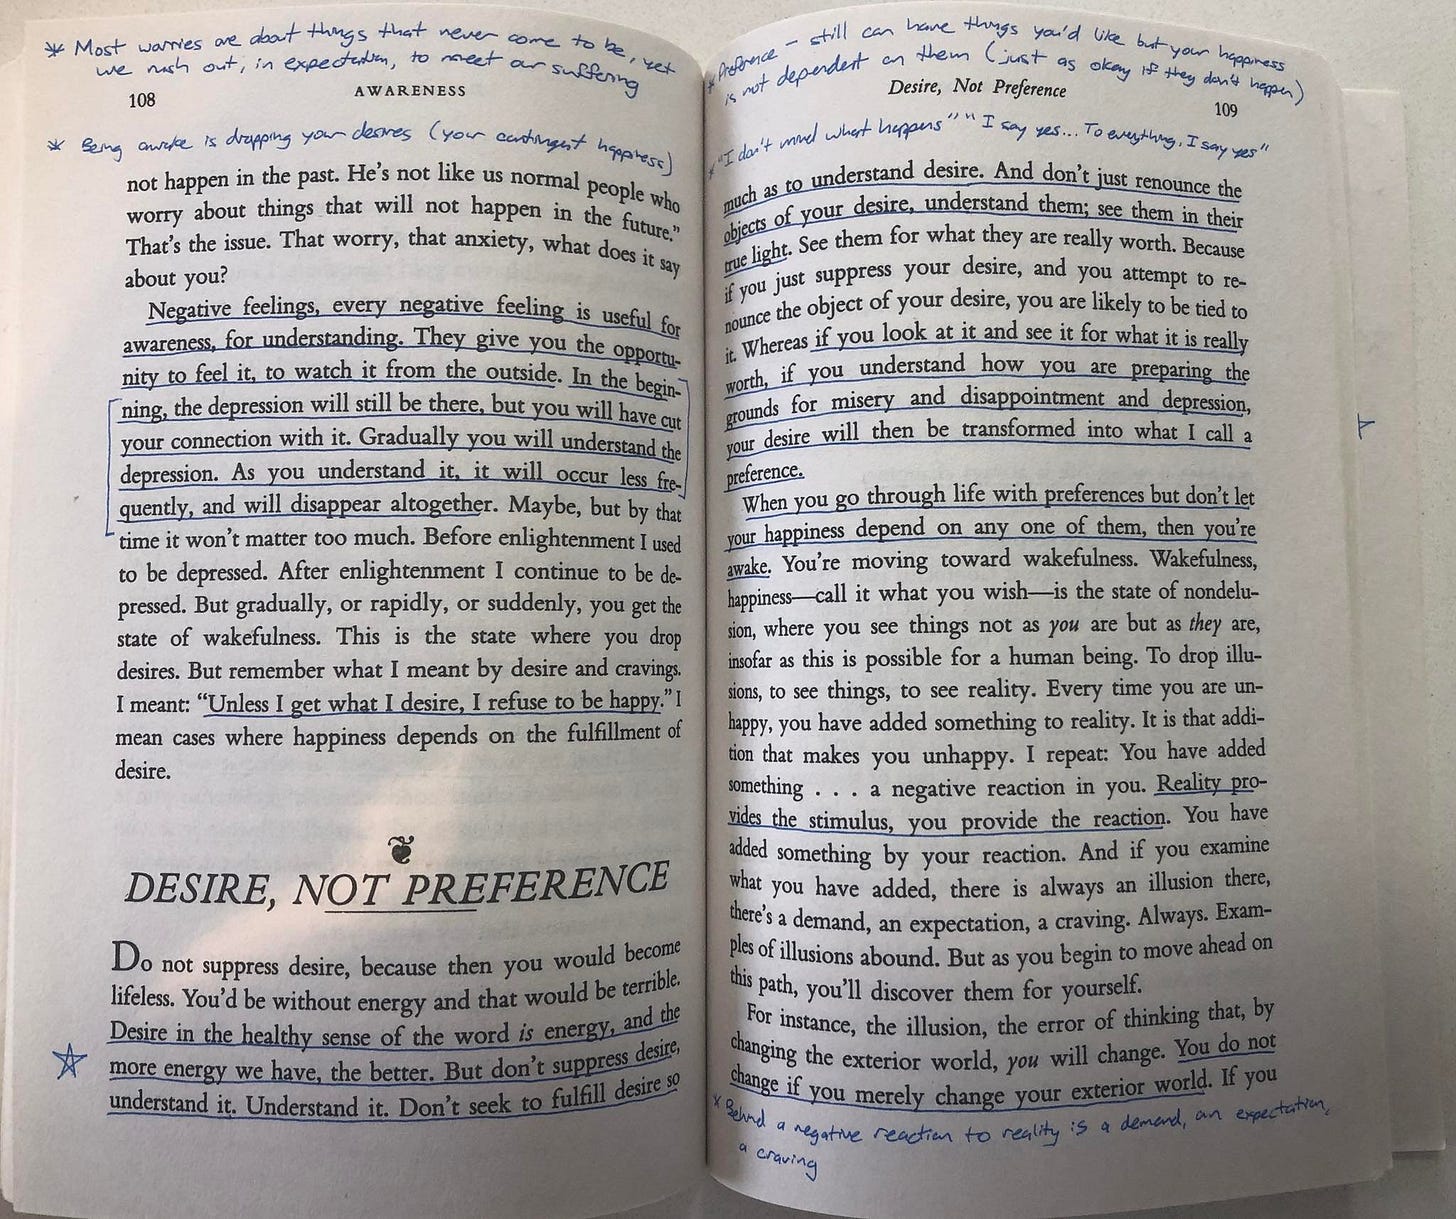 * Most worries are about things that never come to be, yet
we rush out, in expectation, to meet our suffering
108
AWARENESS
* Being awake is dropping your desires (your contingent happiness)
not happen in the past. He's not like us normal people who
worry about things that will not happen in the future."
That's the issue. That worry, that anxiety, what does it say
about you?
Negative feelings, every negative feeling is useful for
awareness, for understanding. They give you the opportu-
nity to feel it, to watch it from the outside. In the begin-
ning, the depression will still be there, but you will have cut
your connection with it. Gradually you will understand the
depression. As you understand it, it will occur less fre-
quently, and will disappear altogether. Maybe, but by that
time it won't matter too much. Before enlightenment I used
to be depressed. After enlightenment I continue to be de-
pressed. But gradually, or rapidly, or suddenly, you get the
state of wakefulness. This is the state where you drop
desires. But remember what I meant by desire and cravings.
I meant: "Unless I get what I desire, I refuse to be happy." I
mean cases where happiness depends on the fulfillment of
desire.
DESIRE, NOT PREFERENCE
Do not suppress desire, because then you would become
lifeless. You'd be without energy and that would be terrible.
Desire in the healthy sense of the word is energy, and the
more energy we have, the better. But don't suppress desire,
understand it. Understand it. Don't seek to fulfill desire so
* Preference – still can have things you'd like but your happiness
is not dependent on them (just as okay if they don't happen)
Desire, Not Preference
109
* "I don't mind what happens" "I say yes... To everything, I say yes"
much as to understand desire. And don't just renounce the
objects of your desire, understand them; see them in their
true light. See them for what they are really worth. Because
if you just suppress your desire, and you attempt to re-
nounce the object of your desire, you are likely to be tied to
it. Whereas if you look at it and see it for what it is really
worth, if you understand how you are preparing the
grounds for misery and disappointment and depression,
your desire will then be transformed into what I call a
preference.
When you go through life with preferences but don't let
your happiness depend on any one of them, then you're
awake. You're moving toward wakefulness. Wakefulness,
happiness—call it what you wish—is the state of nondelu-
sion, where you see things not as you are but as they are,
insofar as this is possible for a human being. To drop illu-
sions, to see things, to see reality. Every time you are un-
happy, you have added something to reality. It is that addi-
tion that makes you unhappy. I repeat: You have added
something . . . a negative reaction in you. Reality pro-
vides the stimulus, you provide the reaction. You have
added something by your reaction. And if you examine
what you have added, there is always an illusion there,
there's a demand, an expectation, a craving. Always. Exam-
ples of illusions abound. But as you begin to move ahead on
this path, you'll discover them for yourself.
For instance, the illusion, the error of thinking that, by
changing the exterior world, you will change. You do not
change if you merely change your exterior world. If you
* Behind a negative reaction to reality is a demand, an expectation,
a craving